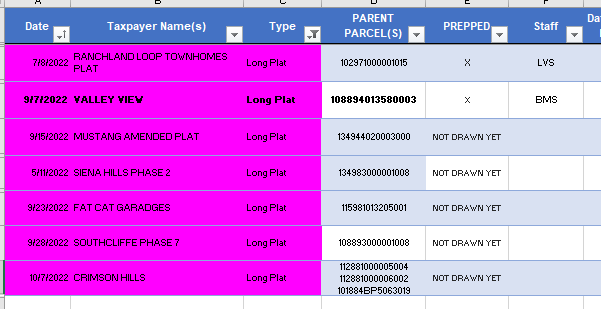 A B C D E F
Date Taxpayer Name(s) Type PARENT PARCEL(S) PREPPED Staff
7/8/2022 RANCHLAND LOOP TOWNHOMES PLAT Long Plat 102971000001015 X LVS
9/7/2022 VALLEY VIEW Long Plat 108894013580003 X BMS
9/15/2022 MUSTANG AMENDED PLAT Long Plat 134944020003000 NOT DRAWN YET
5/11/2022 SIENA HILLS PHASE 2 Long Plat 134983000001008 NOT DRAWN YET
9/23/2022 FAT CAT GARADGES Long Plat 115981013205001 NOT DRAWN YET
9/28/2022 SOUTHCLIFFE PHASE 7 Long Plat 108893000001008 NOT DRAWN YET
10/7/2022 CRIMSON HILLS Long Plat 112881000005004 NOT DRAWN YET
112881000006002
101884BP5063019